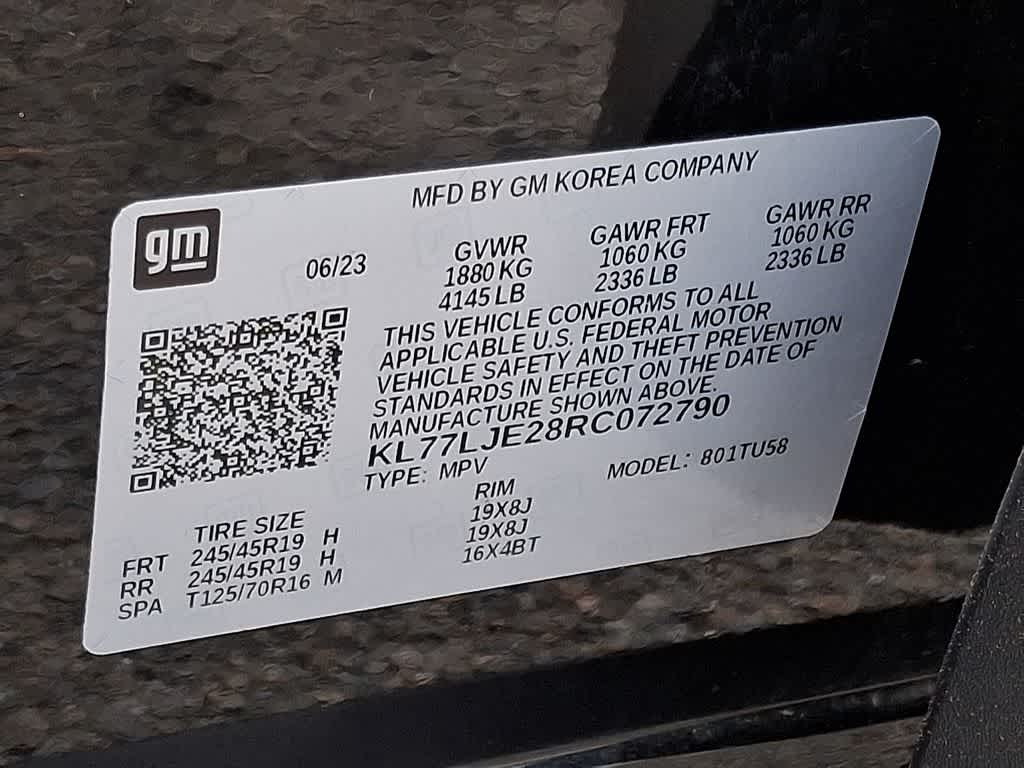 MFD BY GM KOREA COMPANY
gm
06/23
GVWR GAWR FRT GAWR RR
1880 KG 1060 KG 1060 KG
4145 LB 2336 LB 2336 LB
THIS VEHICLE CONFORMS TO ALL
APPLICABLE U.S. FEDERAL MOTOR
VEHICLE SAFETY AND THEFT PREVENTION
STANDARDS IN EFFECT ON THE DATE OF
MANUFACTURE SHOWN ABOVE.
KL77LJE28RC072790
TYPE: MPV MODEL: 801TU58
TIRE SIZE RIM
FRT 245/45R19 H 19X8J
RR 245/45R19 H 19X8J
SPA T125/70R16 M 16X4BT